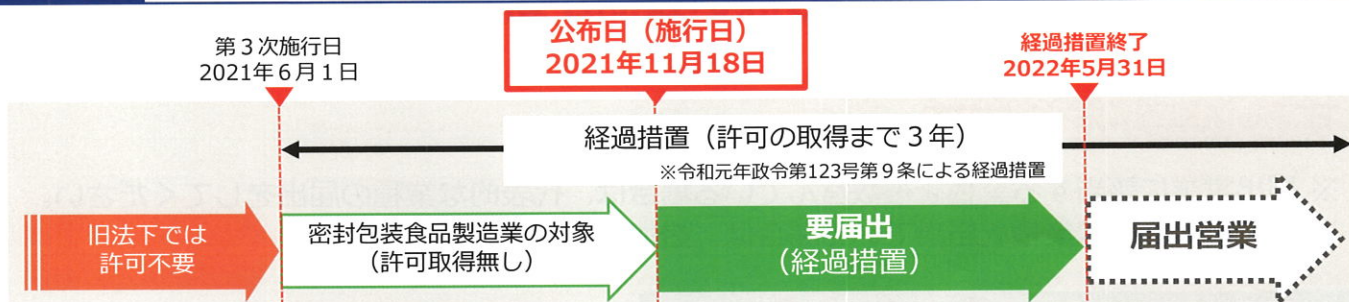 第３次施行日
2021年６月１日
公布日（施行日）
2021年11月18日
経過措置終了
2022年5月31日
経過措置（許可の取得まで３年）
※令和元年政令第123号第９条による経過措置
旧法下では
許可不要
密封包装食品製造業の対象
（許可取得無し）
要届出
（経過措置）
届出営業